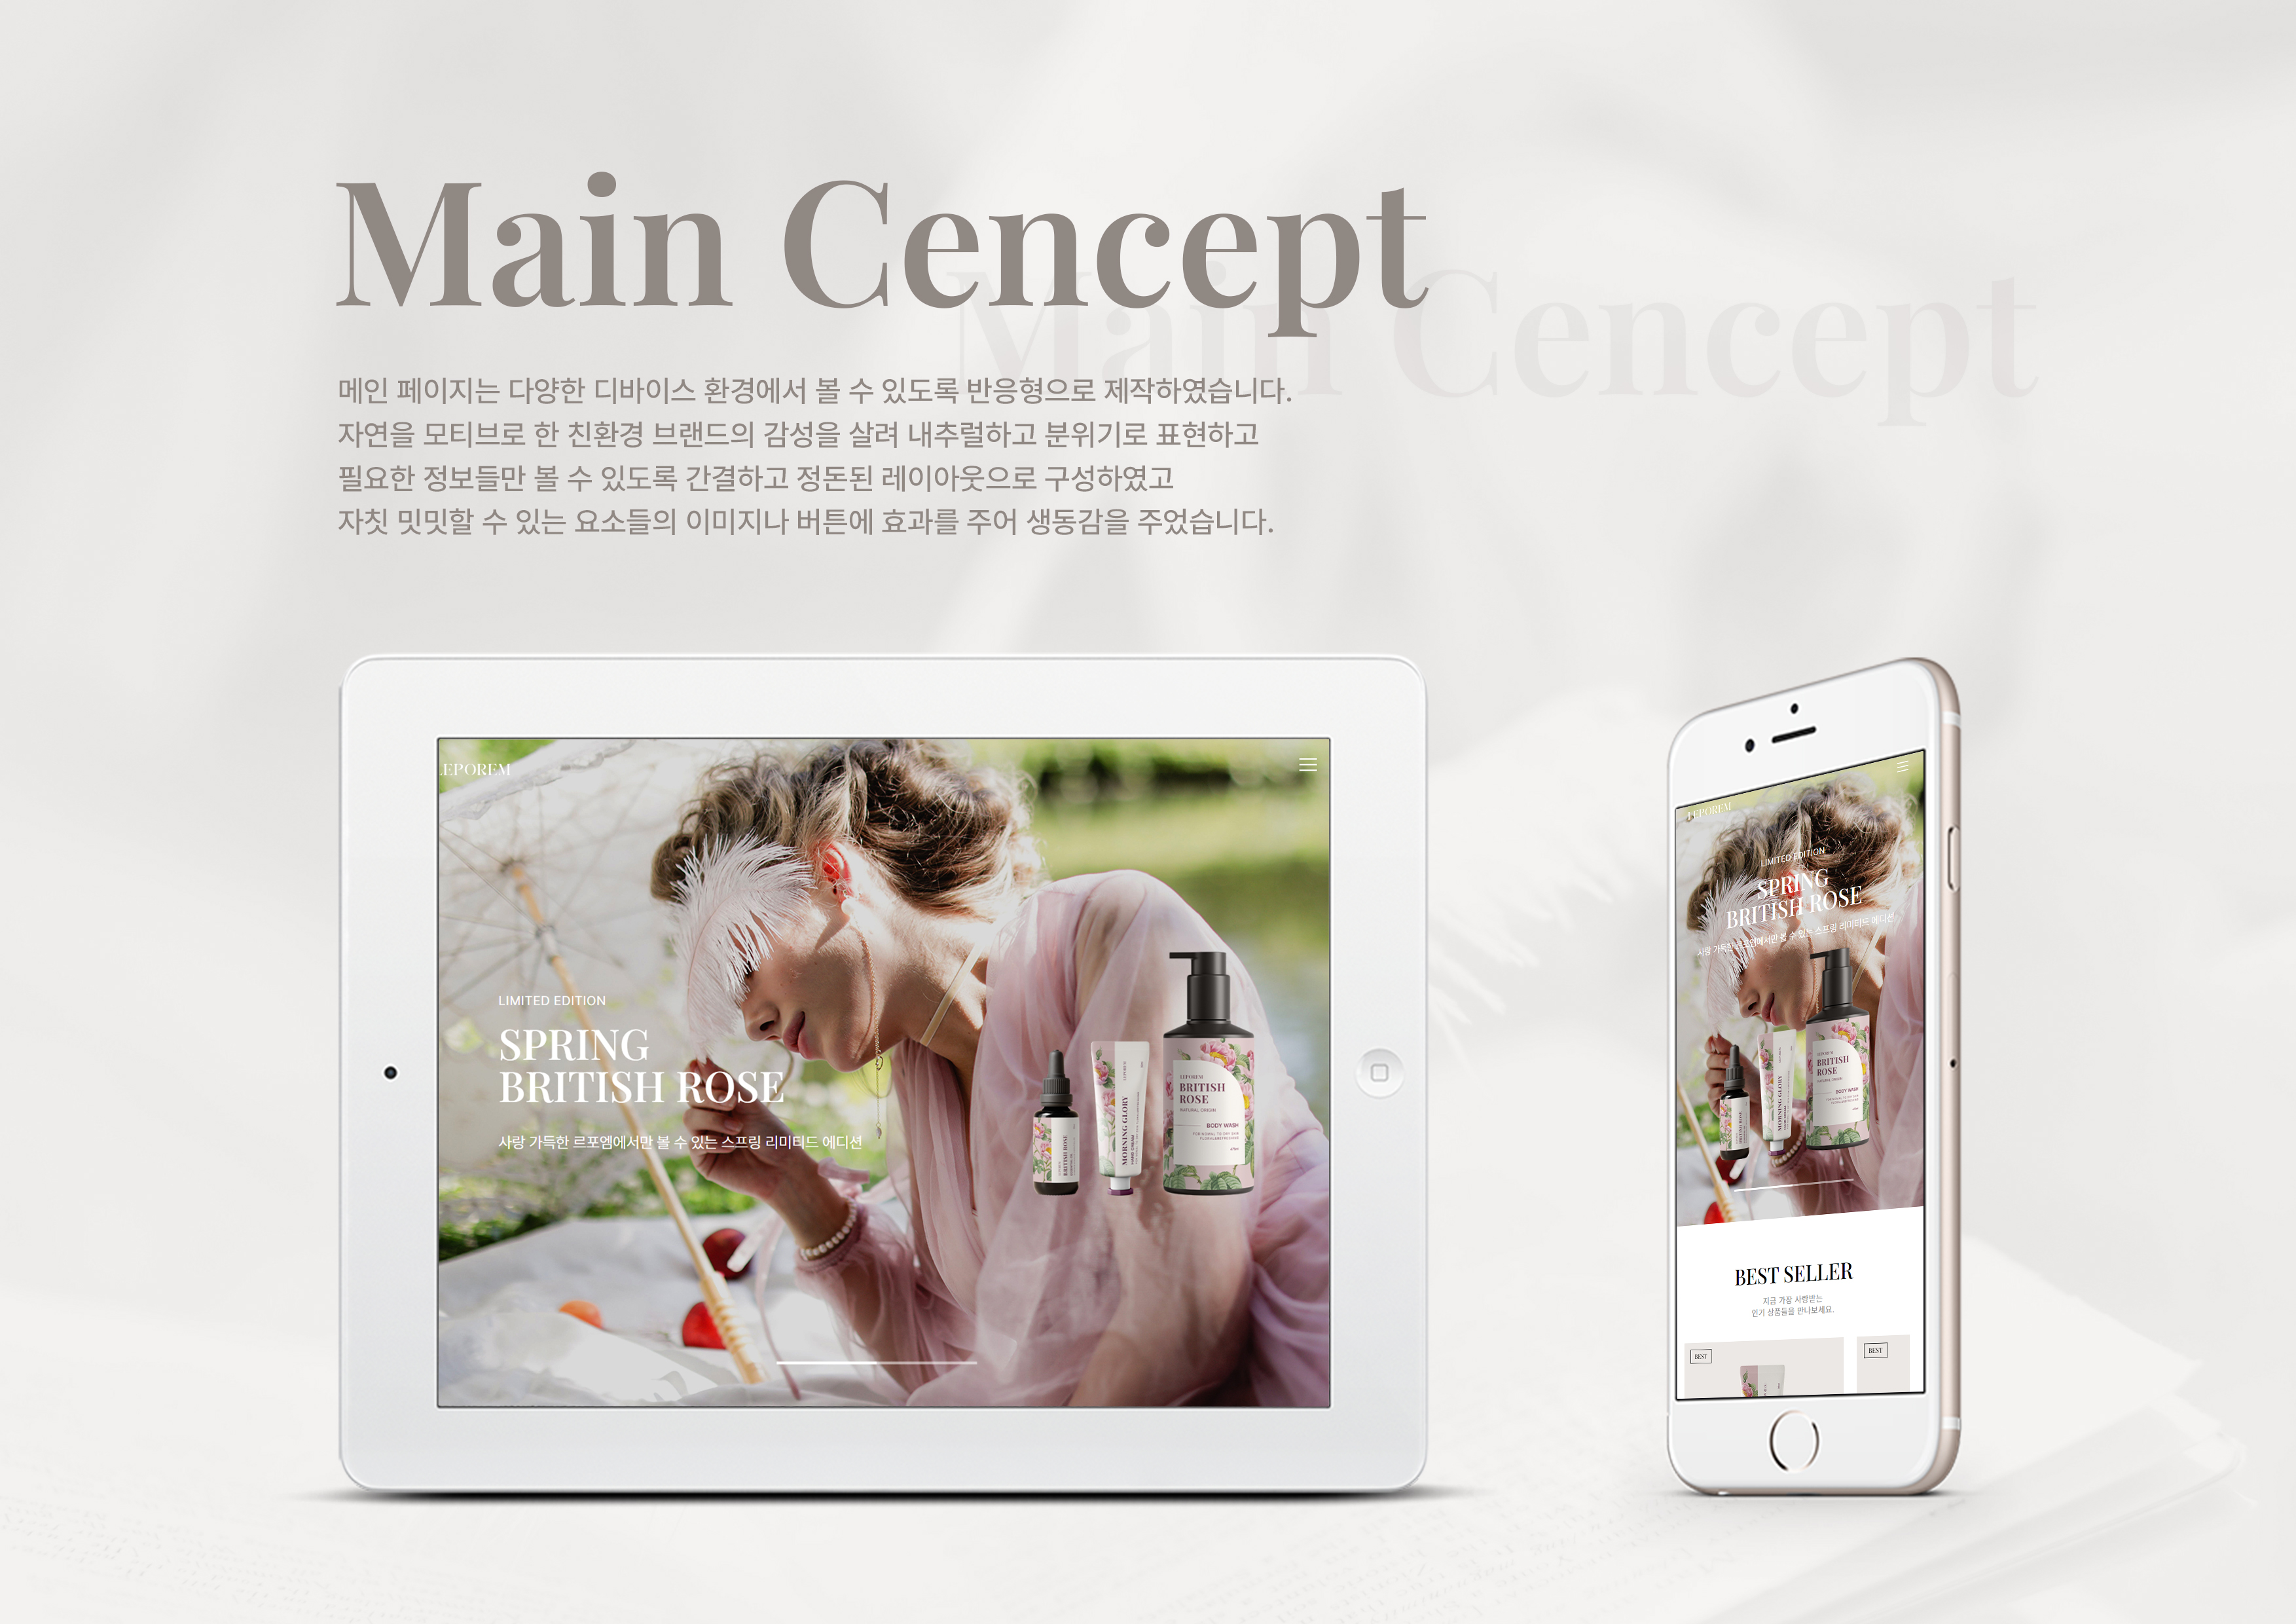 Main Cencept
Main Cencept
메인 페이지는 다양한 디바이스 환경에서 볼 수 있도록 반응형으로 제작하였습니다.
자연을 모티브로 한 친환경 브랜드의 감성을 살려 내추럴하고 분위기로 표현하고
필요한 정보들만 볼 수 있도록 간결하고 정돈된 레이아웃으로 구성하였고
자칫 밋밋할 수 있는 요소들의 이미지나 버튼에 효과를 주어 생동감을 주었습니다.
LEPOREM
LIMITED EDITION
SPRING
BRITISH ROSE
사랑 가득한 르포엠에서만 볼 수 있는 스프링 리미티드 에디션
BRITISH ROSE
MORNING GLORY
LEPOREM
BRITISH
ROSE
NATURAL ORIGIN
BODY WASH
LEPOREM
LIMITED EDITION
SPRING
BRITISH ROSE
사랑 가득한 르포엠에서만 볼 수 있는 스프링 리미티드 에디션
BRITISH ROSE
MORNING GLORY
BRITISH
ROSE
BODY WASH
BEST SELLER
지금 가장 사랑받는
인기 상품들을 만나보세요.
BEST
BEST